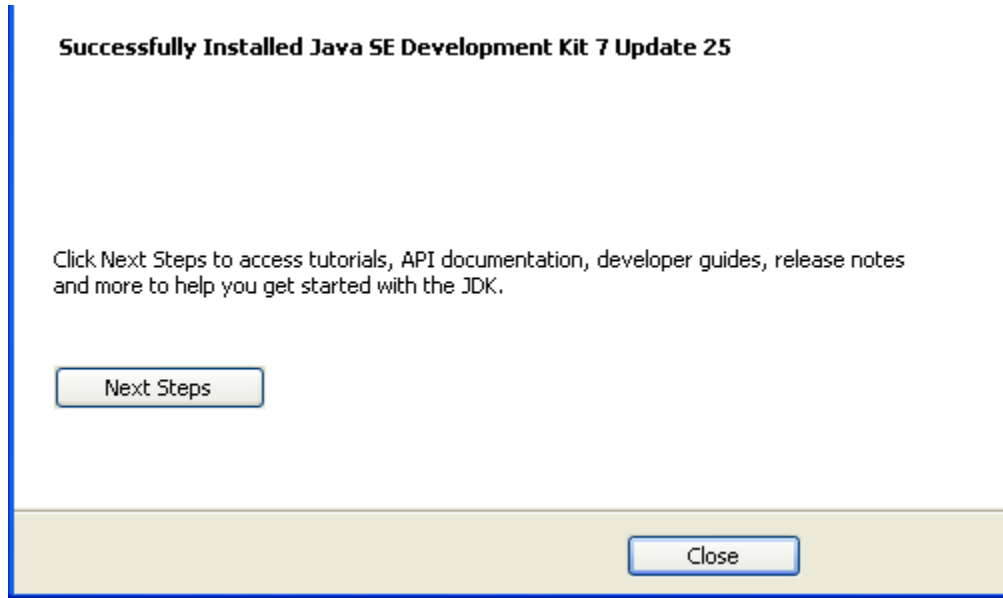 Successfully Installed Java SE Development Kit 7 Update 25
Click Next Steps to access tutorials, API documentation, developer guides, release notes
and more to help you get started with the JDK.
Next Steps
Close